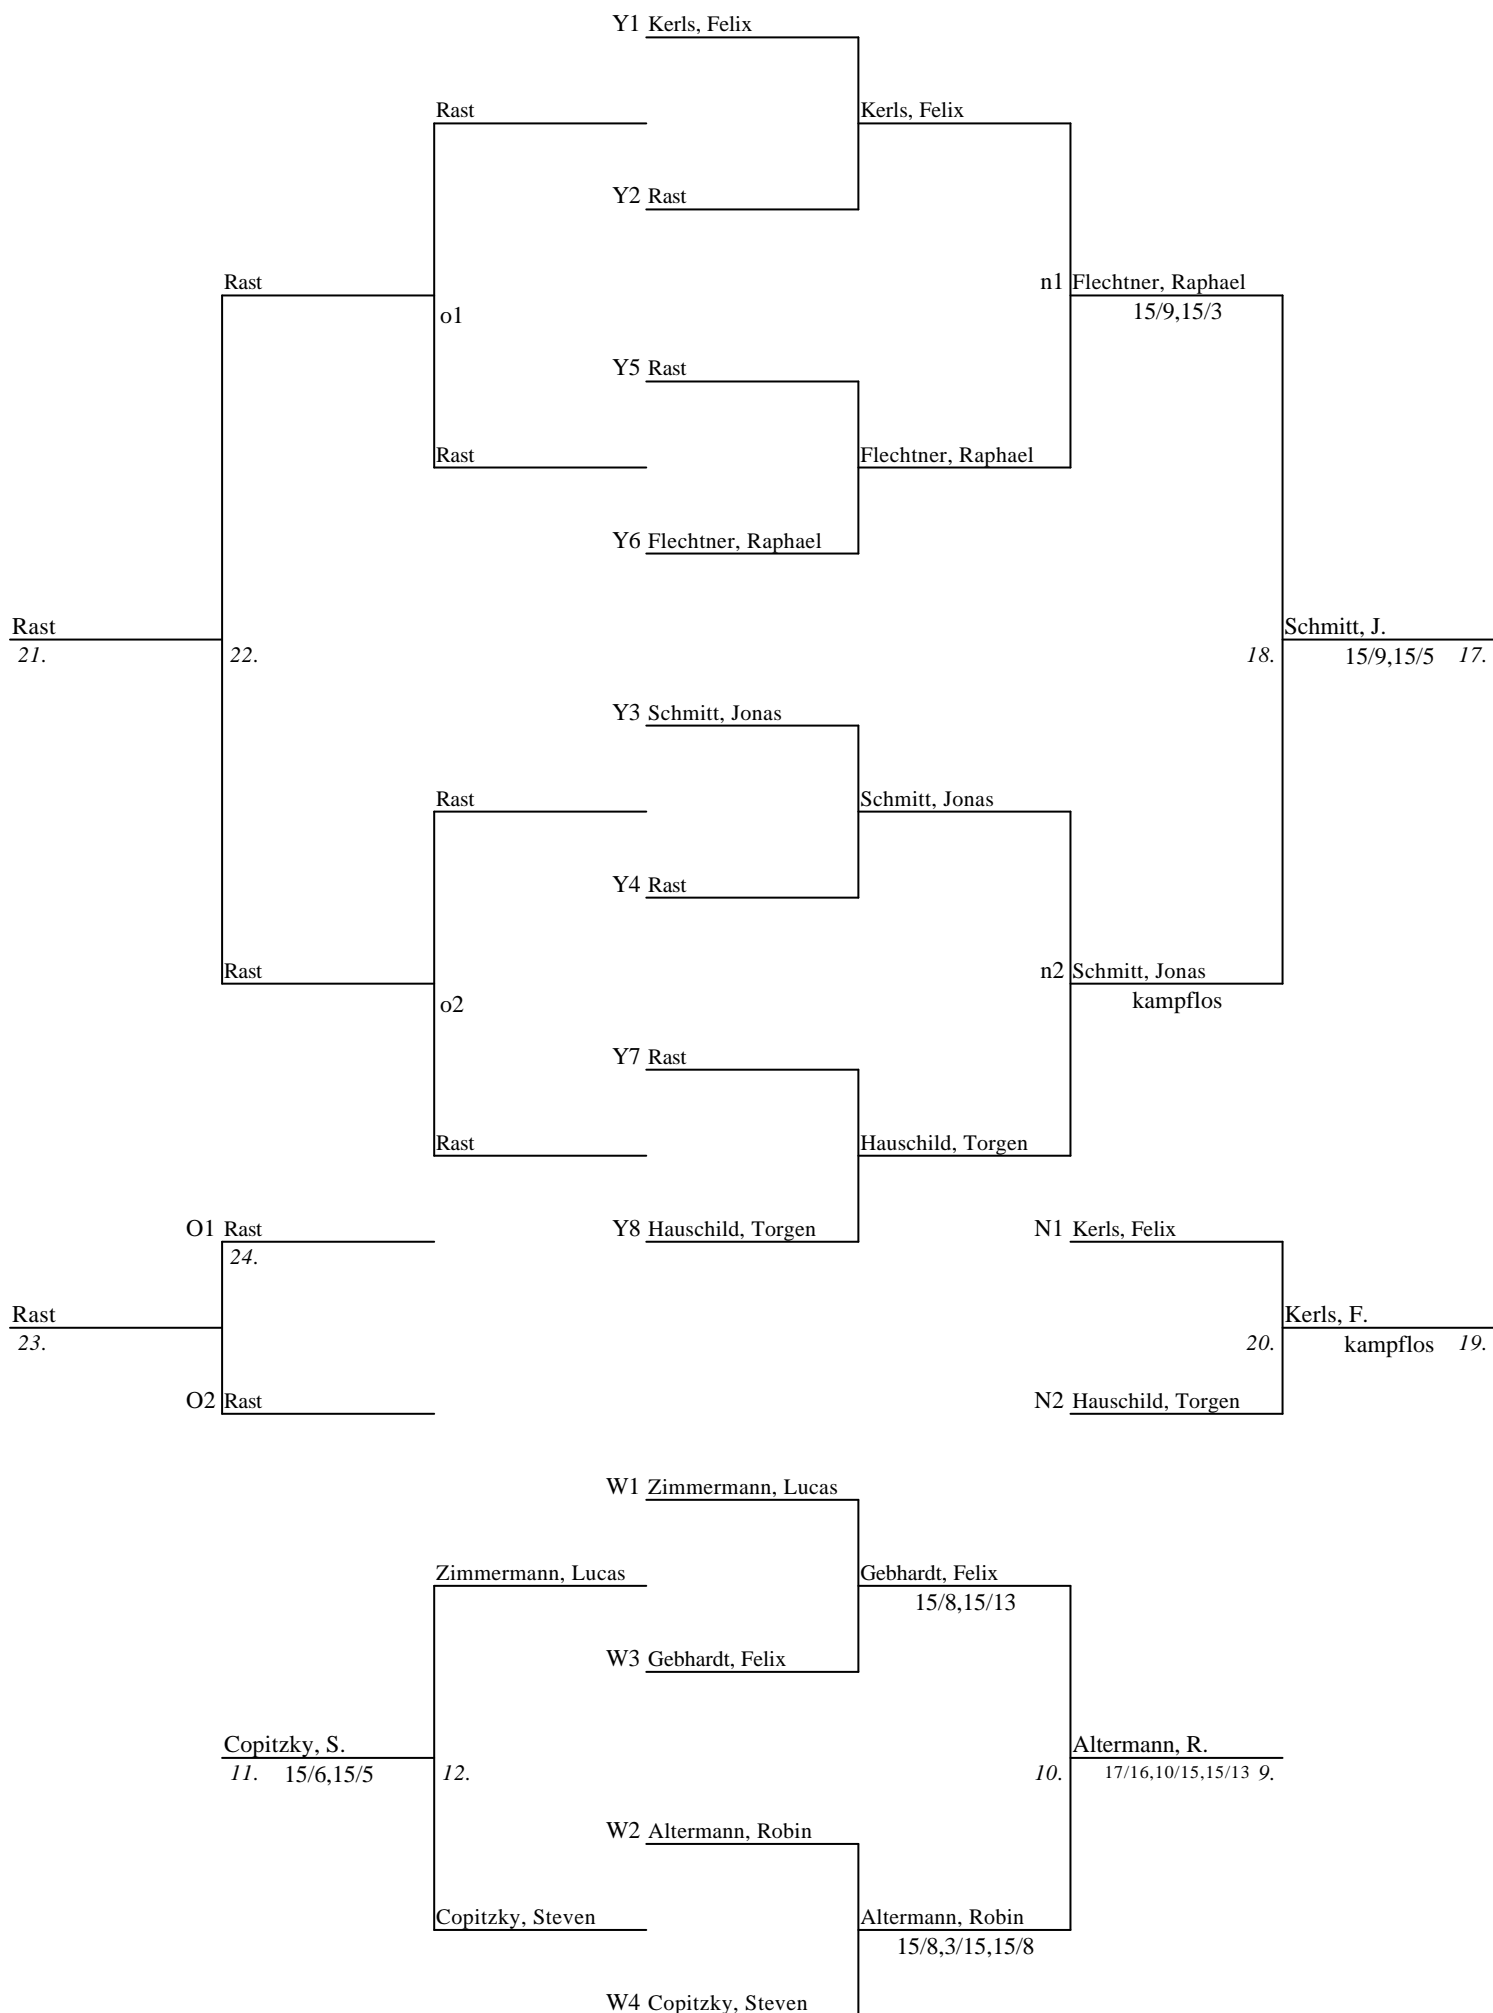 Y1 Kerls, Felix
Rast
Kerls, Felix
Y2 Rast
Rast
n1 Flechtner, Raphael
o1
15/9,15/3
Y5 Rast
Rast
Flechtner, Raphael
Y6 Flechtner, Raphael
Rast
Schmitt, J.
21.
22.
18.
15/9,15/5 17.
Y3 Schmitt, Jonas
Rast
Schmitt, Jonas
Y4 Rast
Rast
n2 Schmitt, Jonas
o2
kampflos
Y7 Rast
Rast
Hauschild, Torgen
O1 Rast
Y8 Hauschild, Torgen
N1 Kerls, Felix
24.
Rast
Kerls, F.
23.
20.
kampflos 19.
O2 Rast
N2 Hauschild, Torgen
W1 Zimmermann, Lucas
Zimmermann, Lucas
Gebhardt, Felix
15/8,15/13
W3 Gebhardt, Felix
Copitzky, S.
Altermann, R.
11. 15/6,15/5
12.
10.
17/16,10/15,15/13 9.
W2 Altermann, Robin
Copitzky, Steven
Altermann, Robin
15/8,3/15,15/8
W4 Copitzky, Steven